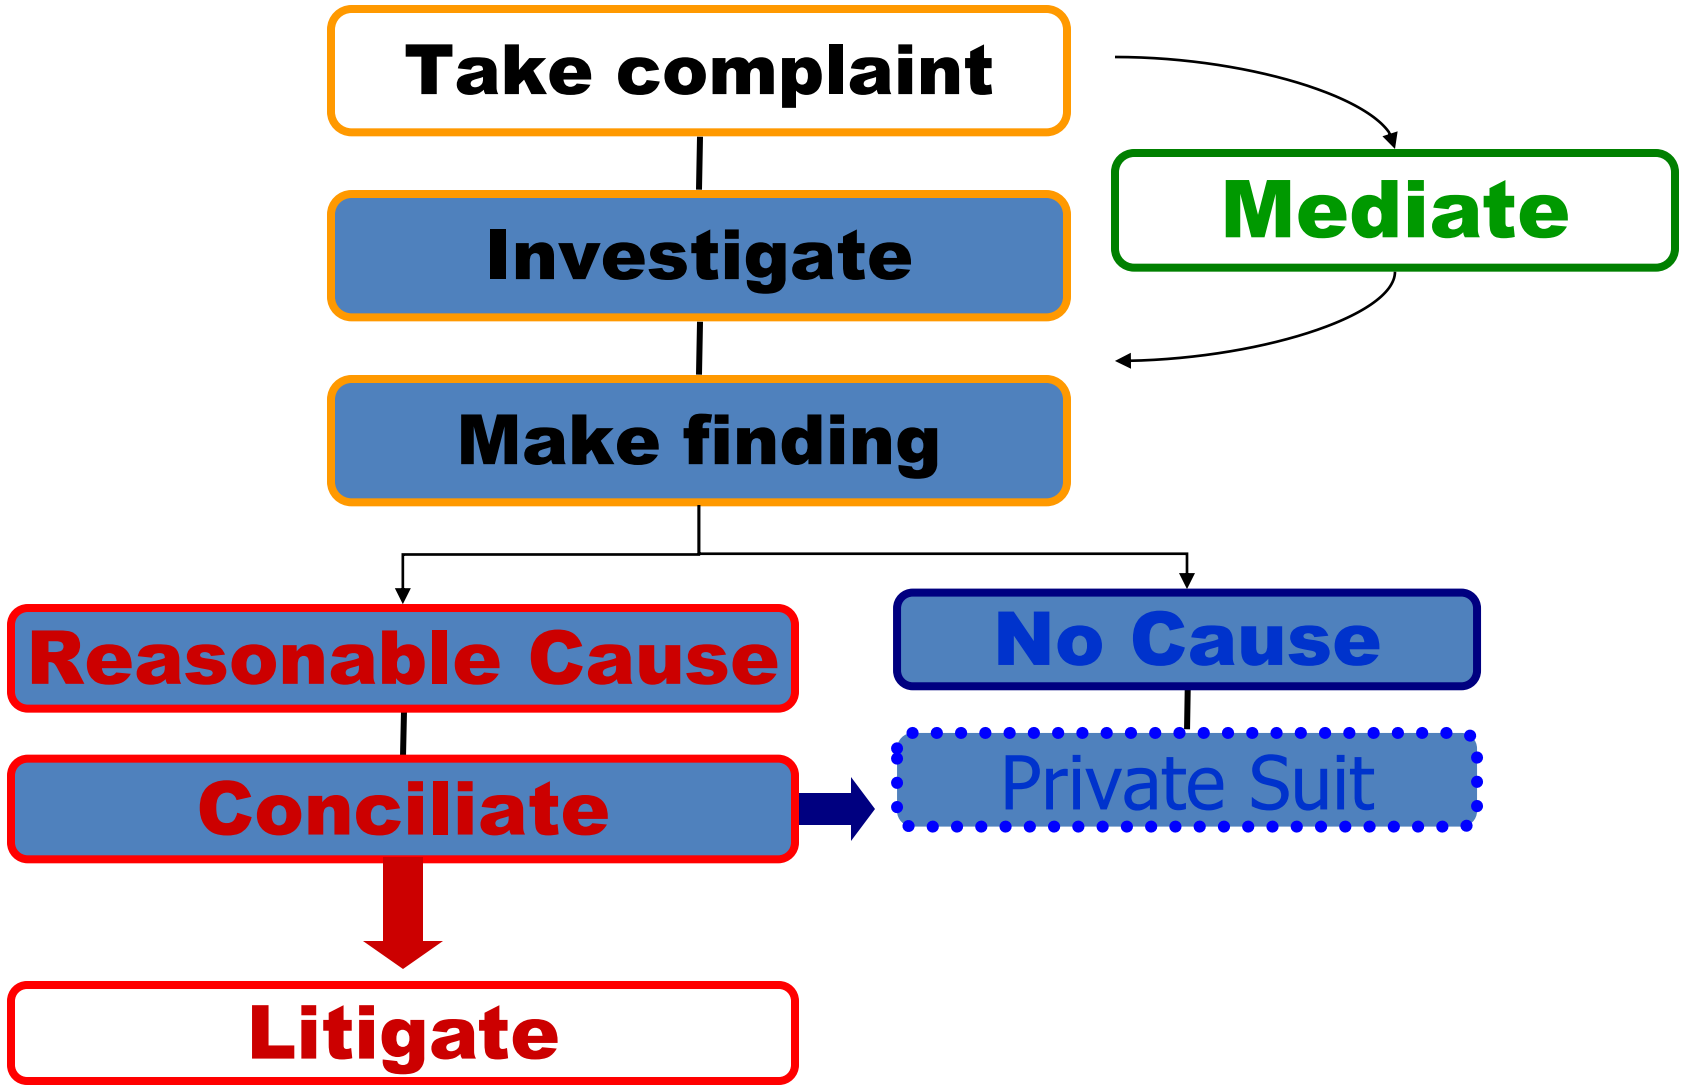 Take complaint
Mediate
Investigate
Make finding
Reasonable Cause
No Cause
Conciliate
Private Suit
Litigate